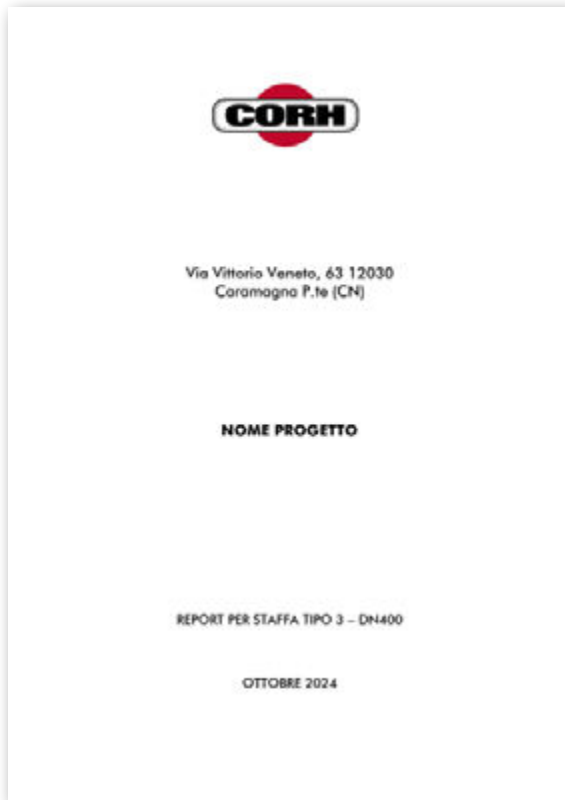 CORH
Via Vittorio Veneto, 63 12030
Caramagna P.te (CN)
NOME PROGETTO
REPORT PER STAFFA TIPO 3 – DN400
OTTOBRE 2024